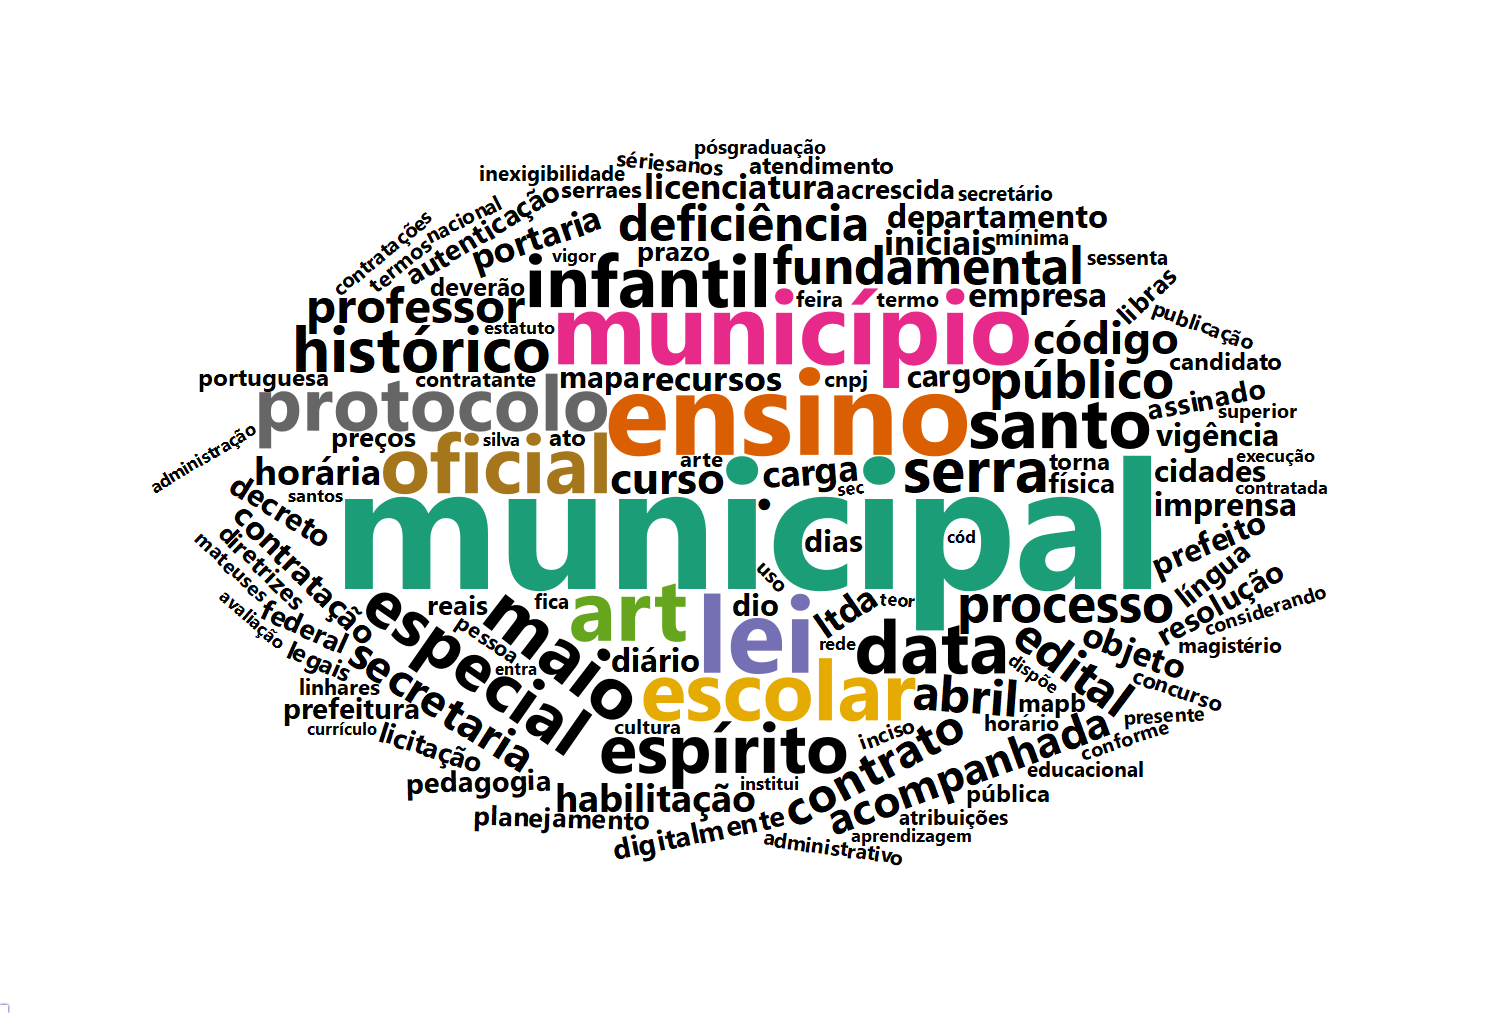 pósgraduação
sériesanos
atendimento
inexigibilidade
serraes
licenciatura
acrescida
secretário
contratações
termos
nacional
autenticação
portaria
deficiência
departamento
iniciais
mínima
vigor
prazo
sessenta
deverão
infantil
fundamental
libras
professor
feira
termo
empresa
publicação
estatuto
município
histórico
código
candidato
portuguesa
contratante
mapa
recursos
cnpj
cargo
público
protocolo
ensino
assinado
superior
santo
preços
silva
ato
vigência
administração
oficial
execução
horária
curso
arte
carga
serra
torna
física
cidades
sec
contratada
santos
decreto
municipal
•
imprensa
contratação
dias
cód
prefeito
diretrizes
mateuses
uso
língua
resolução
avaliação
federal
reais
fica
art
dio
ltda
teor
processo
considerando
legais
especial
maio
pessoa
lei
rede
data
edital
objeto
magistério
secretaria
entra
diário
dispõe
linhares
escolar
abril
mapb
concurso
prefeitura
currículo
licitação
cultura
inciso
horário
presente
espírito
contrato
acompanhada
conforme
educacional
pedagogia
institui
habilitação
pública
planejamento
digitalmente
atribuições
administrativo
aprendizagem